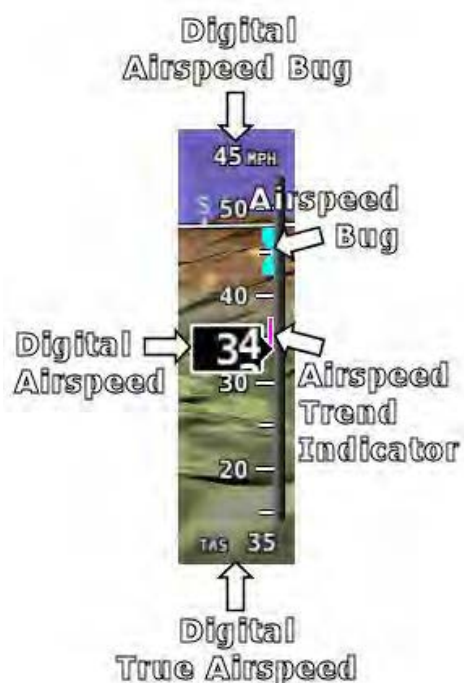 Digital
Airspeed Bug
45 MPH
S 50
Airspeed
Bug
40
Digital
Airspeed
34
30
Airspeed
Trend
Indicator
20
TAS 35
Digital
True Airspeed